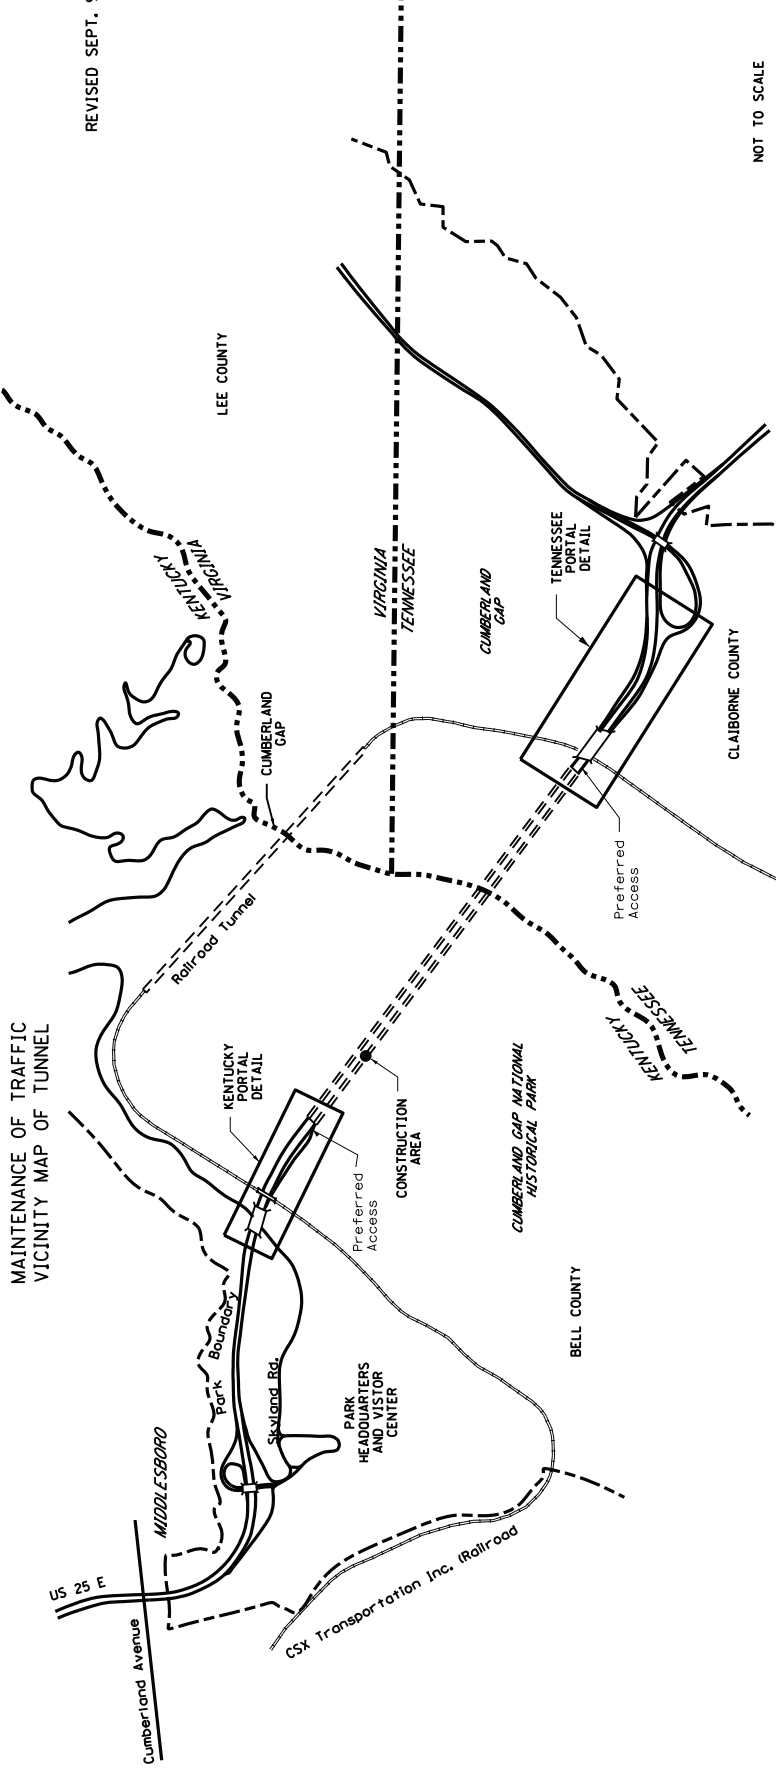 MAINTENANCE OF TRAFFIC
VICINITY MAP OF TUNNEL
REVISED SEPT.
US 25 E
Cumberland Avenue
MIDDLESBORO
Park Boundary
Skyland Rd.
PARK
HEADQUARTERS
AND VISTOR
CENTER
CSX Transportation Inc. (Railroad
KENTUCKY
PORTAL
DETAIL
Preferred
Access
CONSTRUCTION
AREA
Railroad Tunnel
CUMBERLAND
GAP
KENTUCKY
VIRGINIA
LEE COUNTY
VIRGINIA
TENNESSEE
CUMBERLAND
GAP
TENNESSEE
PORTAL
DETAIL
Preferred
Access
CLAIBORNE COUNTY
TENNESSEE
KENTUCKY
CUMBERLAND GAP NATIONAL
HISTORICAL PARK
BELL COUNTY
NOT TO SCALE